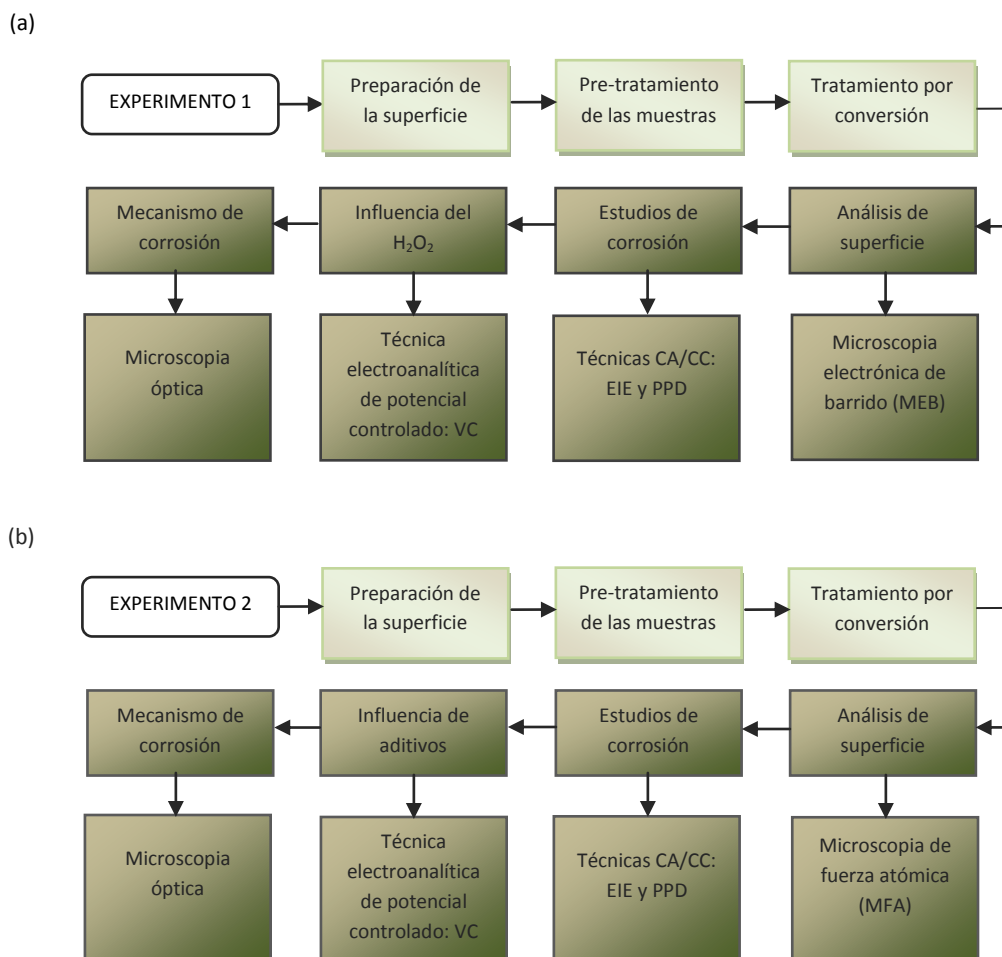 (a)
EXPERIMENTO 1
Preparación de
la superficie
Pre-tratamiento
de las muestras
Tratamiento por
conversión
Mecanismo de
corrosión
Influencia del
H₂O₂
Estudios de
corrosión
Análisis de
superficie
Microscopia
óptica
Técnica
electroanalítica
de potencial
controlado: VC
Técnicas CA/CC:
EIE y PPD
Microscopia
electrónica de
barrido (MEB)
(b)
EXPERIMENTO 2
Preparación de
la superficie
Pre-tratamiento
de las muestras
Tratamiento por
conversión
Mecanismo de
corrosión
Influencia de
aditivos
Estudios de
corrosión
Análisis de
superficie
Microscopia
óptica
Técnica
electroanalítica
de potencial
controlado: VC
Técnicas CA/CC:
EIE y PPD
Microscopia de
fuerza atómica
(MFA)